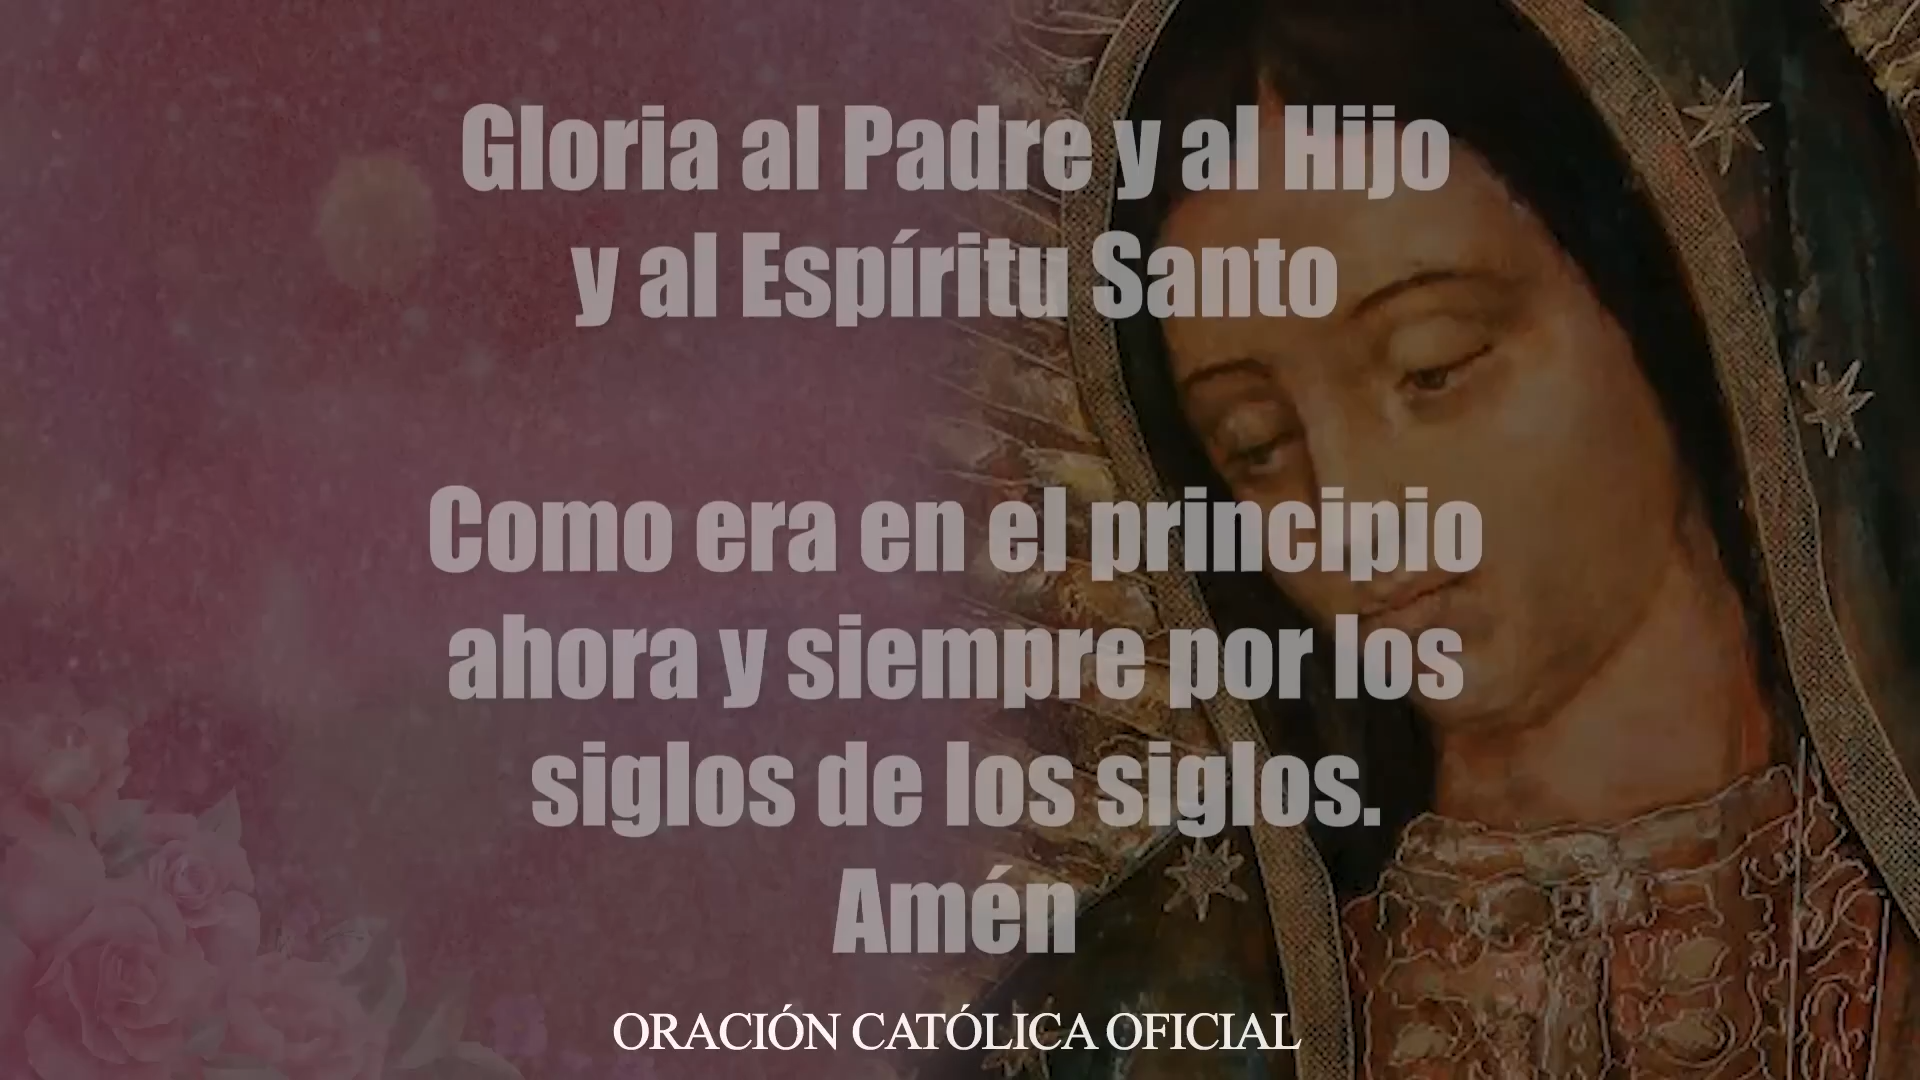 Gloria al Padre y al Hijo
y al Espíritu Santo
Como era en el principio
ahora y siempre por los
siglos de los siglos.
Amén
ORACIÓN CATÓLICA OFICIAL